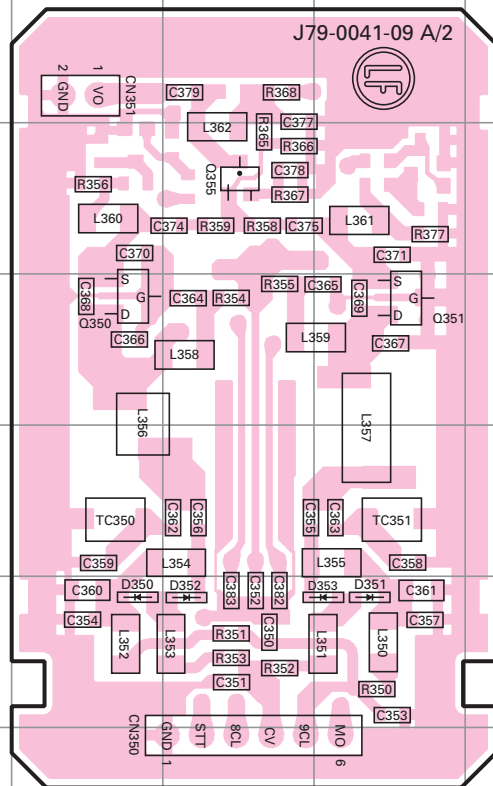 J79-0041-09 A/2
LF
2
GND
1
VO
CN351
C379
R368
L362
R365
C377
R366
Q355
C378
R367
R356
L360
C374
R359
R358
C375
L361
R377
C370
C371
C368
S
G
D
Q350
C364
R354
R355
C365
C369
S
G
D
Q351
C366
L358
L359
C367
L356
L357
TC350
C362
C356
C355
C363
TC351
C359
L354
L355
C358
C360
D350
D352
C383
C352
C382
D353
D351
C361
C354
L352
L353
R351
C350
L351
L350
C357
R353
R352
C351
R350
C353
CN350
GND
1
STT
8CL
CV
9CL
MO
6